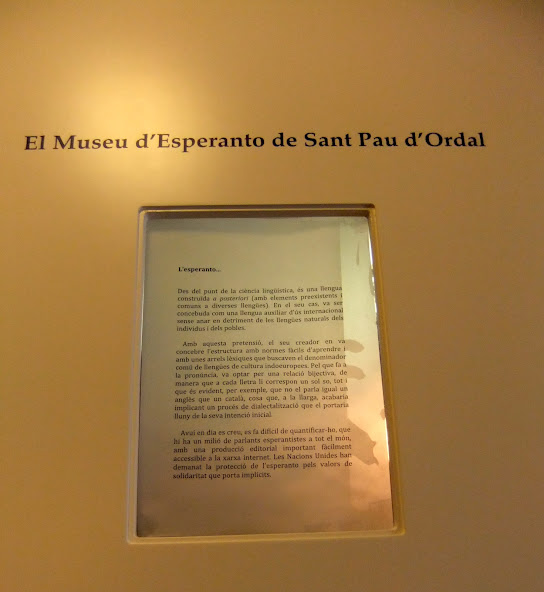 El Museu d'Esperanto de Sant Pau d'Ordal
L'esperanto...
Des del punt de la ciència lingüística, és una llengua
construïda a posteriori (amb elements preexistents i
comuns a diverses llengües). En el seu cas, va ser
concebuda com una llengua auxiliar d'ús internacional
sense anar en detriment de les llengües naturals dels
individus i dels pobles.
Amb aquesta pretensió, el seu creador en va
concebre l'estructura amb normes fàcils d'aprendre i
amb unes arrels lèxiques que buscaven el denominador
comú de llengües de cultura indoeuropees. Pel que fa a
la pronúncia, va optar per una relació bijectiva, de
manera que a cada lletra li correspon un sol so, tot i
que és evident, per exemple, que no el parla igual un
anglès que un català, cosa que, a la llarga, acabaria
implicant un procés de dialectalització que el portaria
lluny de la seva intenció inicial.
Avui en dia es creu, es fa difícil de quantificar-ho, que
hi ha un milió de parlants esperantistes a tot el món,
amb una producció editorial important fàcilment
accessible a la xarxa internet. Les Nacions Unides han
demanat la protecció de l'esperanto pels valors de
solidaritat que porta implícits.